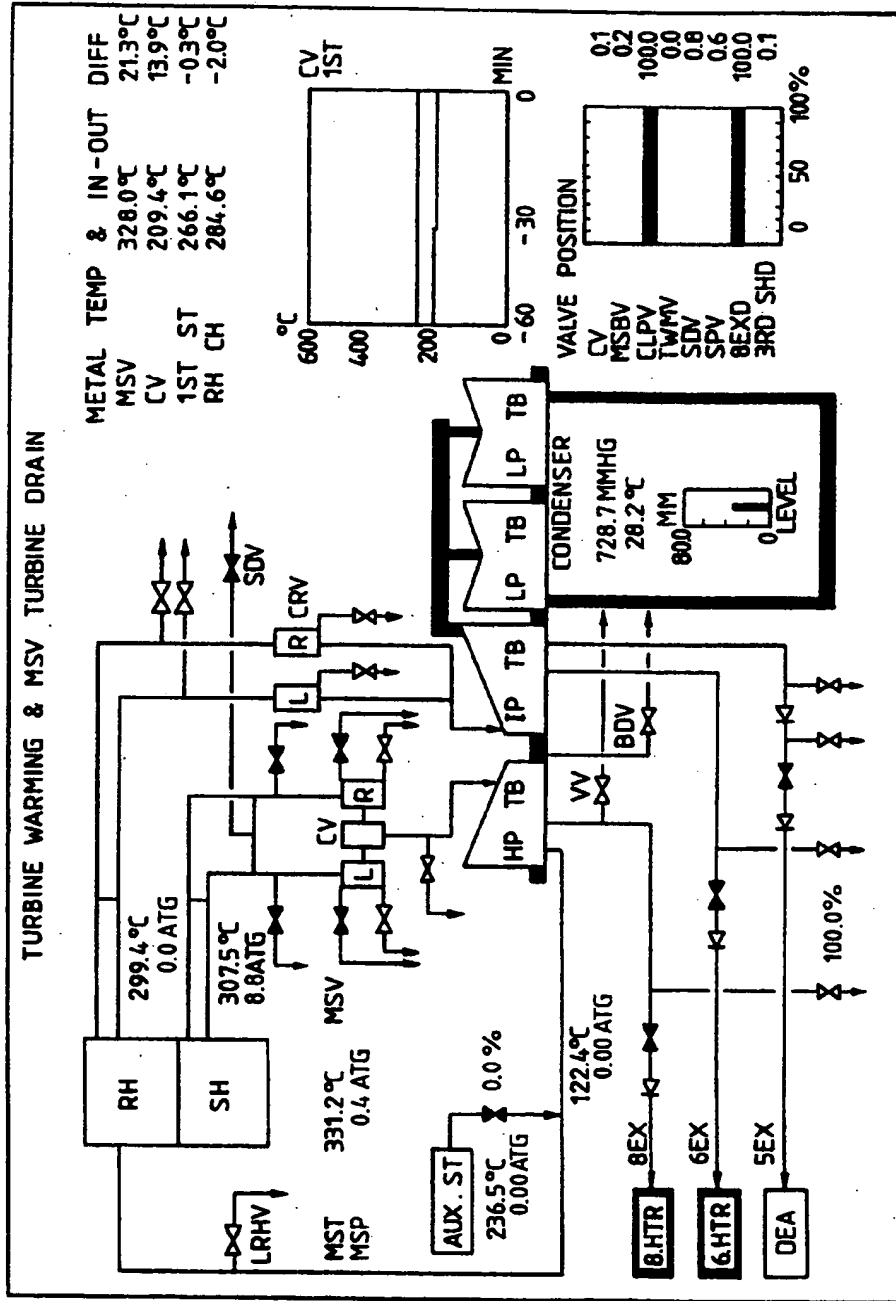 TURBINE WARMING & MSV TURBINE DRAIN
METAL TEMP & IN-OUT DIFF
MSV 328.0°C 21.3°C
CV 209.4°C 13.9°C
1ST ST 266.1°C -0.3°C
RH CH 284.6°C -2.0°C
RH
SH
299.4°C
0.0 ATG
307.5°C
8.8ATG
SDV
CRV
L
R
LRHV
MST 331.2°C
MSP 0.4 ATG
MSV
L
CV
R
AUX. ST
0.0 %
236.5°C
0.00ATG
122.4°C
0.00 ATG
HP TB
IP TB
LP TB
LP TB
VV
BDV
CONDENSER
728.7 MMHG
28.2°C
MM
80.0
0
LEVEL
8EX
6EX
5EX
8.HTR
6.HTR
DEA
100.0%
°C
600
400
200
0
-60 -30 0
MIN
CV
1ST
VALVE POSITION
CV 0.1
MSBV 0.2
CLPV 100.0
TWMV 0.0
SDV 0.8
SPV 0.6
8EXD 100.0
3RD SHD 0.1
0 50 100%